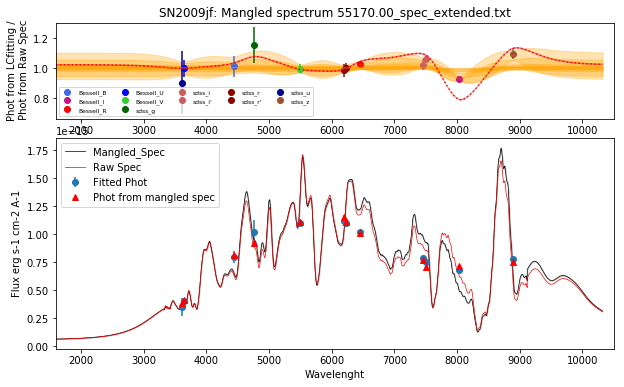 SN2009jf: Mangled spectrum 55170.00_spec_extended.txt
Phot from LCfitting /
Phot from Raw Spec
1.2
1.0
0.8
Bessell_B Bessell_U sdss_i sdss_r sdss_u
Bessell_I Bessell_V sdss_i' sdss_r' sdss_z
Bessell_R sdss_g
2000 3000 4000 5000 6000 7000 8000 9000 10000
Mangled_Spec
Raw Spec
Fitted Phot
Phot from mangled spec
Flux erg s-1 cm-2 A-1
1.75
1.50
1.25
1.00
0.75
0.50
0.25
0.00
2000 3000 4000 5000 6000 7000 8000 9000 10000
Wavelenght